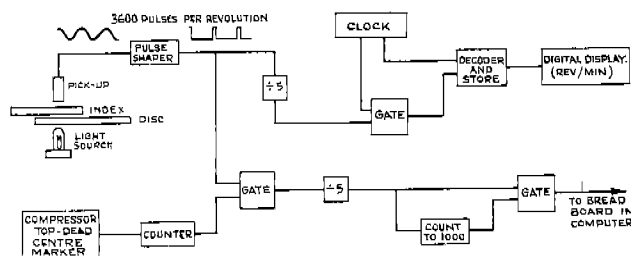 3600 PULSES PER REVOLUTION
PULSE
SHAPER
PICK-UP
INDEX
DISC
LIGHT
SOURCE
÷5
CLOCK
GATE
DECODER
AND
STORE
DIGITAL DISPLAY.
(REV/MIN)
COMPRESSOR
TOP-DEAD
CENTRE
MARKER
COUNTER
GATE
÷5
COUNT
TO 1000
GATE
TO BREAD
BOARD IN
COMPUTER